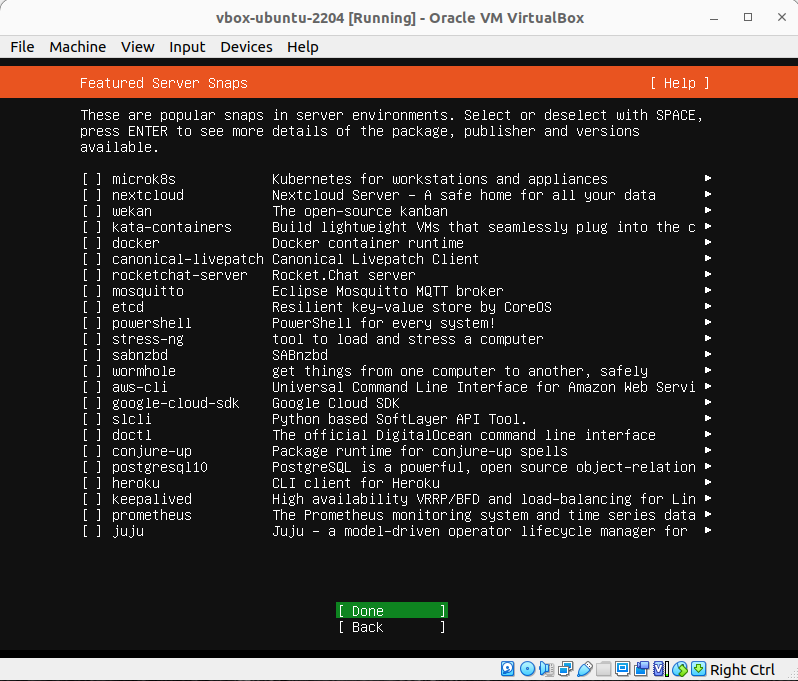 vbox-ubuntu-2204 [Running] - Oracle VM VirtualBox
File Machine View Input Devices Help
Featured Server Snaps [ Help ]
These are popular snaps in server environments. Select or deselect with SPACE,
press ENTER to see more details of the package, publisher and versions
available.
[ ] microk8s Kubernetes for workstations and appliances ▸
[ ] nextcloud Nextcloud Server - A safe home for all your data ▸
[ ] wekan The open-source kanban ▸
[ ] kata-containers Build lightweight VMs that seamlessly plug into the c ▸
[ ] docker Docker container runtime ▸
[ ] canonical-livepatch Canonical Livepatch Client ▸
[ ] rocketchat-server Rocket.Chat server ▸
[ ] mosquitto Eclipse Mosquitto MQTT broker ▸
[ ] etcd Resilient key-value store by CoreOS ▸
[ ] powershell PowerShell for every system! ▸
[ ] stress-ng tool to load and stress a computer ▸
[ ] sabnzbd SABnzbd ▸
[ ] wormhole get things from one computer to another, safely ▸
[ ] aws-cli Universal Command Line Interface for Amazon Web Servi ▸
[ ] google-cloud-sdk Google Cloud SDK ▸
[ ] slcli Python based SoftLayer API Tool. ▸
[ ] doctl The official DigitalOcean command line interface ▸
[ ] conjure-up Package runtime for conjure-up spells ▸
[ ] postgresql10 PostgreSQL is a powerful, open source object-relation ▸
[ ] heroku CLI client for Heroku ▸
[ ] keepalived High availability VRRP/BFD and load-balancing for Lin ▸
[ ] prometheus The Prometheus monitoring system and time series data ▸
[ ] juju Juju - a model-driven operator lifecycle manager for ▸
[ Done ]
[ Back ]
Right Ctrl